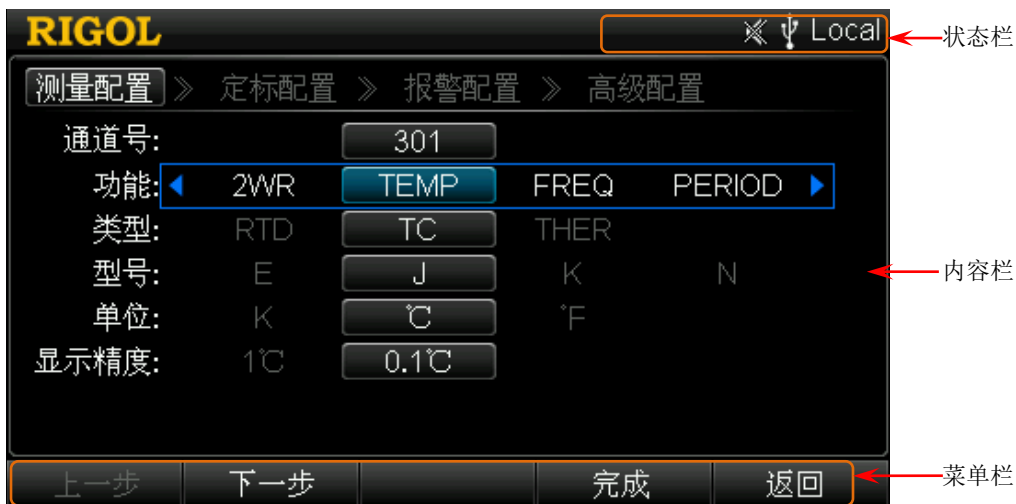 RIGOL Local 状态栏
测量配置 》 定标配置 》 报警配置 》 高级配置
通道号: 301
功能: 2WR TEMP FREQ PERIOD
类型: RTD TC THER
型号: E J K N 内容栏
单位: K ℃ ℉
显示精度: 1℃ 0.1℃
上一步 下一步 完成 返回 菜单栏